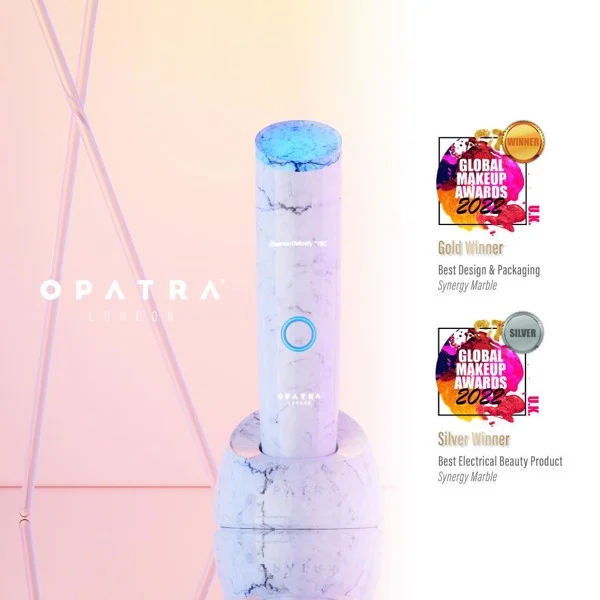 OPATRA
LONDON
OPATRA
LONDON
OPATRA
WINNER
GLOBAL
MAKEUP
AWARDS
2022
U.K.
Gold Winner
Best Design & Packaging
Synergy Marble
SILVER
GLOBAL
MAKEUP
AWARDS
2022
U.K.
Silver Winner
Best Electrical Beauty Product
Synergy Marble